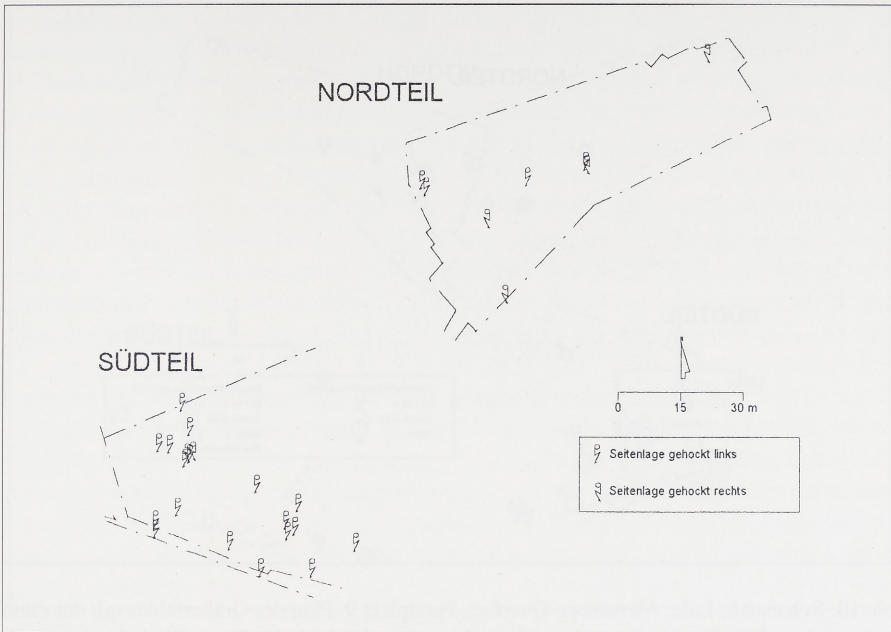 NORDTEIL
SÜDTEIL
0 15 30 m
Seitenlage gehockt links
Seitenlage gehockt rechts